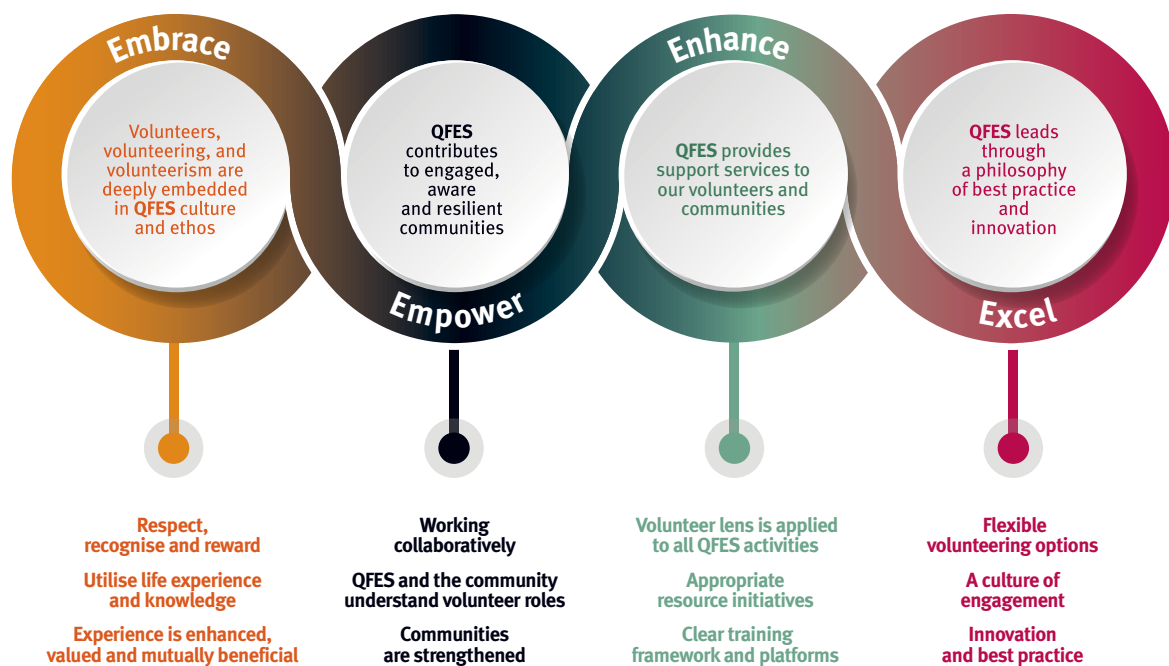 Embrace
Volunteers,
volunteering, and
volunteerism are
deeply embedded
in QFES culture
and ethos
Respect,
recognise and reward
Utilise life experience
and knowledge
Experience is enhanced,
valued and mutually beneficial
Empower
QFES
contributes
to engaged,
aware
and resilient
communities
Working
collaboratively
QFES and the community
understand volunteer roles
Communities
are strengthened
Enhance
QFES provides
support services to
our volunteers and
communities
Volunteer lens is applied
to all QFES activities
Appropriate
resource initiatives
Clear training
framework and platforms
Excel
QFES leads
through
a philosophy
of best practice
and
innovation
Flexible
volunteering options
A culture of
engagement
Innovation
and best practice